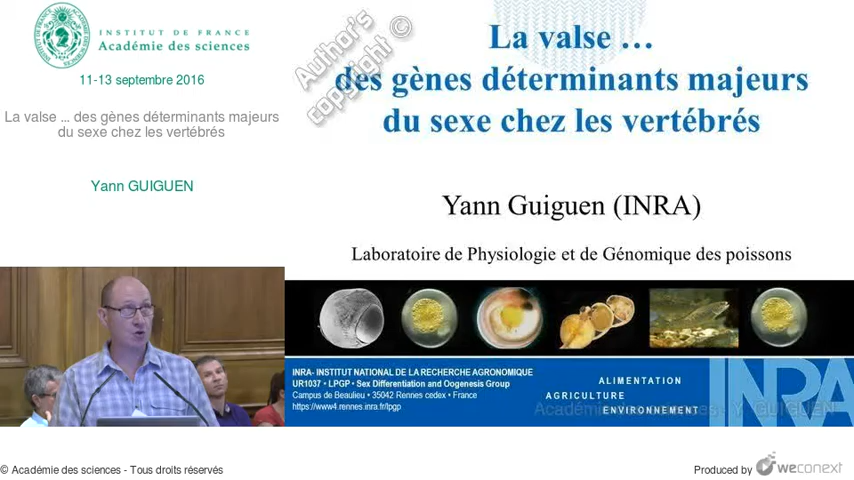 INSTITUT DE FRANCE
Académie des sciences
11-13 septembre 2016
La valse ... des gènes déterminants majeurs
du sexe chez les vertébrés
Yann GUIGUEN
Author's
copyright ©
La valse …
des gènes déterminants majeurs
du sexe chez les vertébrés
Yann Guiguen (INRA)
Laboratoire de Physiologie et de Génomique des poissons
INRA- INSTITUT NATIONAL DE LA RECHERCHE AGRONOMIQUE
UR1037 • LPGP • Sex Differentiation and Oogenesis Group
Campus de Beaulieu • 35042 Rennes cedex • France
https://www4.rennes.inra.fr/lpgp
ALIMENTATION
AGRICULTURE
ENVIRONNEMENT
INRA
Académie des sciences - Y. GUIGUEN
© Académie des sciences - Tous droits réservés
Produced by weconext